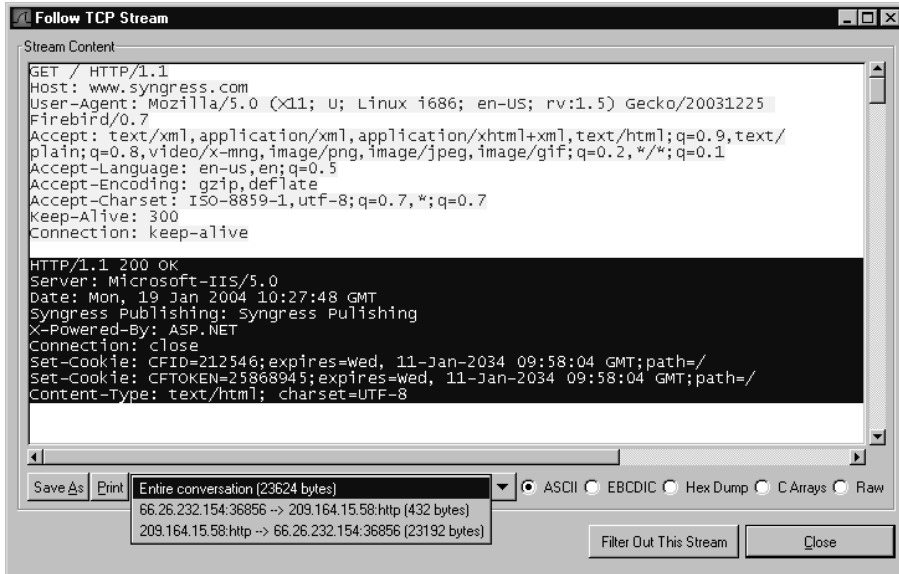 Follow TCP Stream
Stream Content
GET / HTTP/1.1
Host: www.syngress.com
User-Agent: Mozilla/5.0 (X11; U; Linux i686; en-US; rv:1.5) Gecko/20031225
Firebird/0.7
Accept: text/xml,application/xml,application/xhtml+xml,text/html;q=0.9,text/
plain;q=0.8,video/x-mng,image/png,image/jpeg,image/gif;q=0.2,*/*;q=0.1
Accept-Language: en-us,en;q=0.5
Accept-Encoding: gzip,deflate
Accept-Charset: ISO-8859-1,utf-8;q=0.7,*;q=0.7
Keep-Alive: 300
Connection: keep-alive
HTTP/1.1 200 OK
Server: Microsoft-IIS/5.0
Date: Mon, 19 Jan 2004 10:27:48 GMT
Syngress Publishing: Syngress Pulishing
X-Powered-By: ASP.NET
Connection: close
Set-Cookie: CFID=212546;expires=Wed, 11-Jan-2034 09:58:04 GMT;path=/
Set-Cookie: CFTOKEN=25868945;expires=Wed, 11-Jan-2034 09:58:04 GMT;path=/
Content-Type: text/html; charset=UTF-8
Save As Print Entire conversation (23624 bytes) ASCII EBCDIC Hex Dump C Arrays Raw
66.26.232.154:36856 --> 209.164.15.58:http (432 bytes)
209.164.15.58:http --> 66.26.232.154:36856 (23192 bytes)
Filter Out This Stream Close